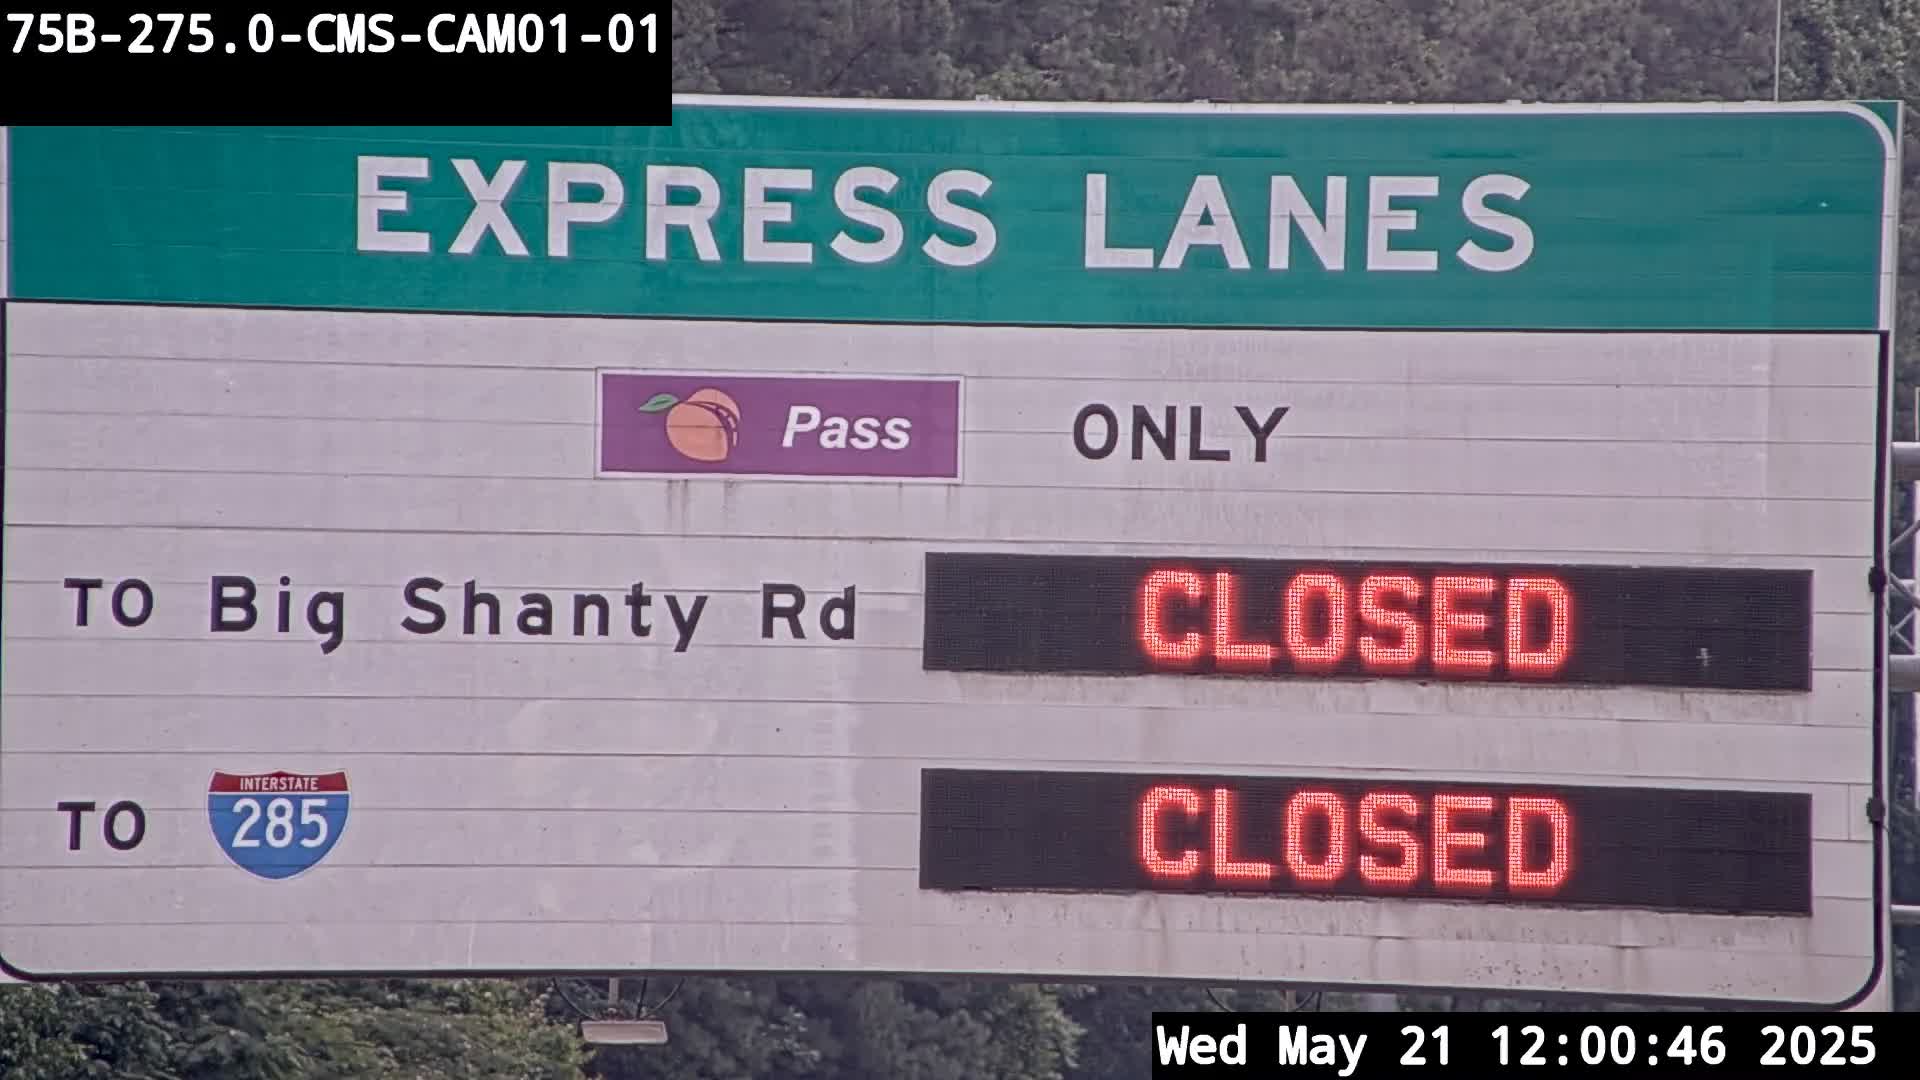 75B-275.0-CMS-CAM01-01
EXPRESS LANES
Pass ONLY
TO Big Shanty Rd CLOSED
INTERSTATE
TO 285 CLOSED
Wed May 21 12:00:46 2025